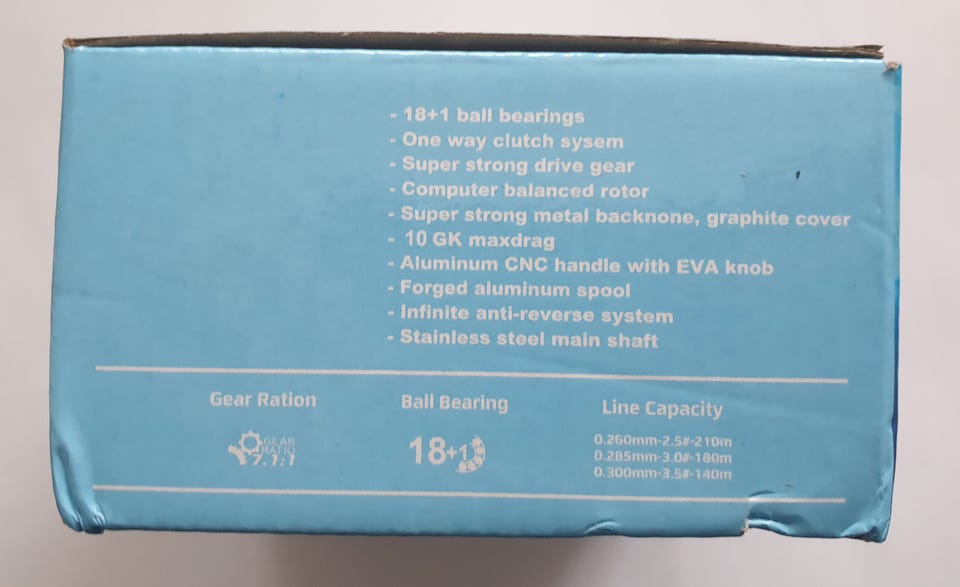 - 18+1 ball bearings
- One way clutch sysem
- Super strong drive gear
- Computer balanced rotor
- Super strong metal backnone, graphite cover
- 10 GK maxdrag
- Aluminum CNC handle with EVA knob
- Forged aluminum spool
- Infinite anti-reverse system
- Stainless steel main shaft
Gear Ration
GEAR
RATIO
7.1:1
Ball Bearing
18+1
Line Capacity
0.260mm-2.5#-210m
0.285mm-3.0#-180m
0.300mm-3.5#-140m